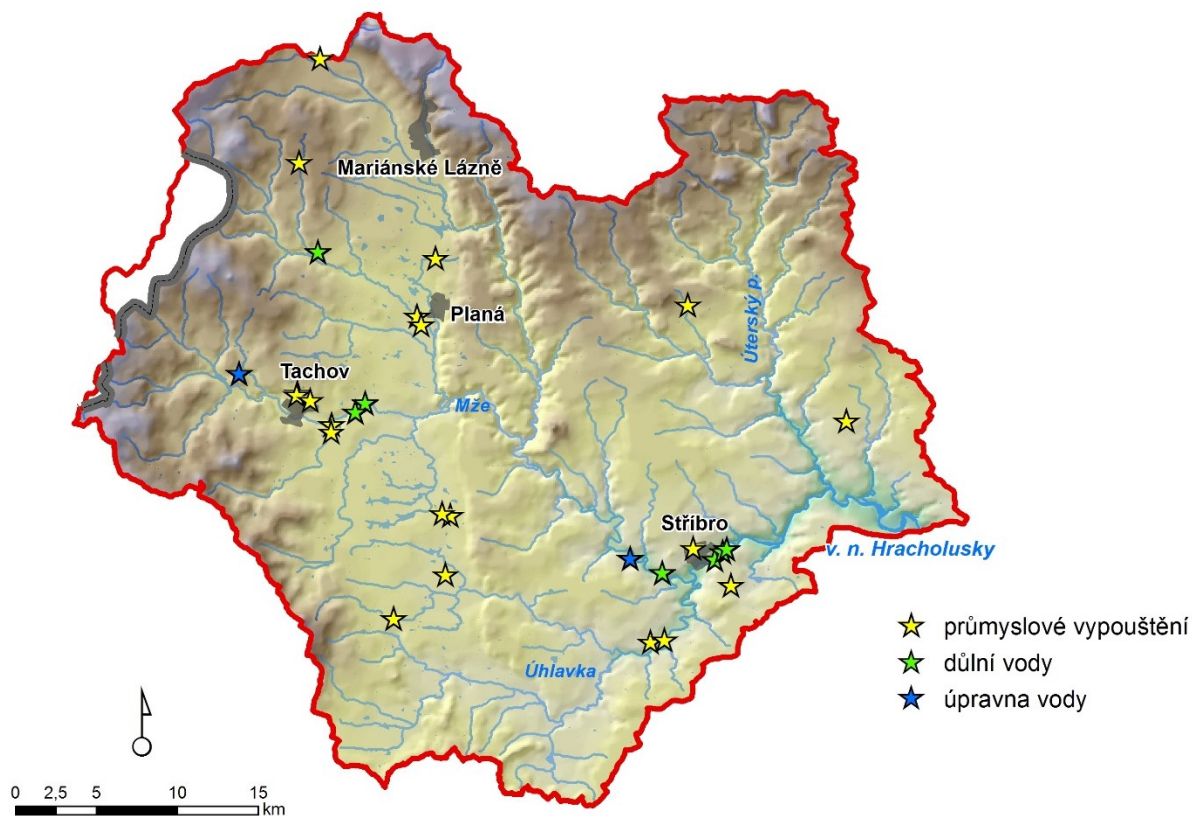 Mariánské Lázně
Planá
Úterský p.
Tachov
Mže
Stříbro
v. n. Hracholusky
průmyslové vypouštění
důlní vody
úpravna vody
Úhlavka
0 2,5 5 10 15
km